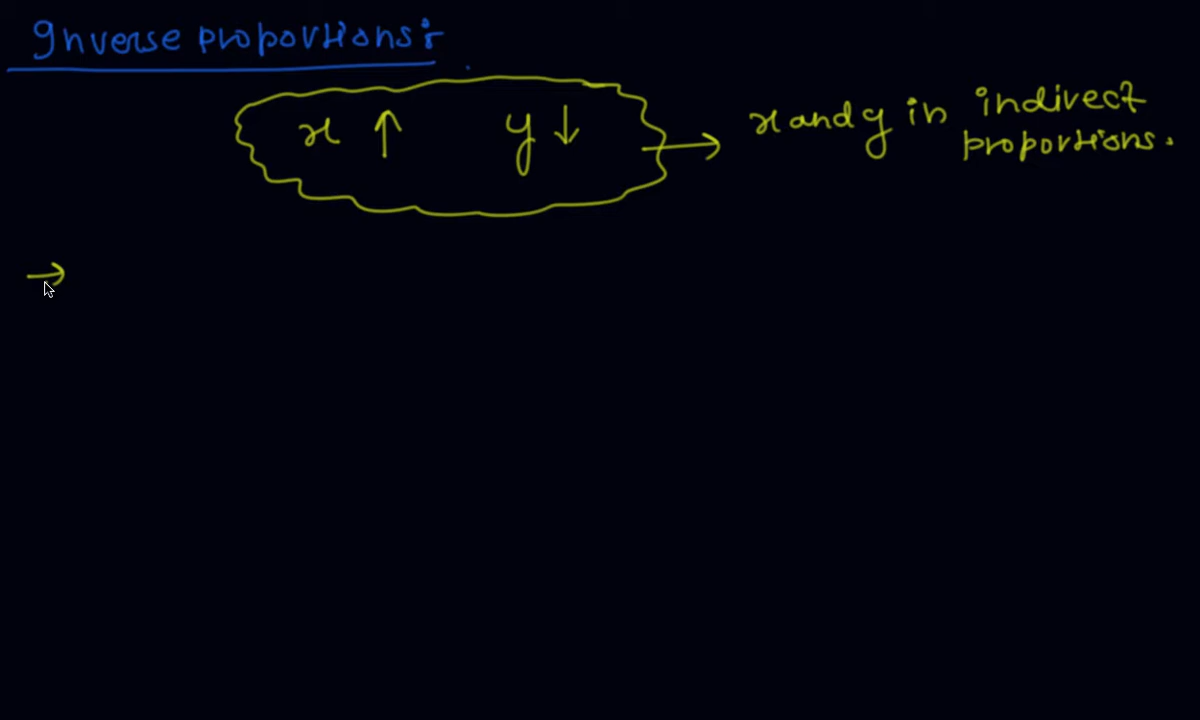 Inverse proportions:
x ↑ y ↓ → x and y in indirect
proportions.
→